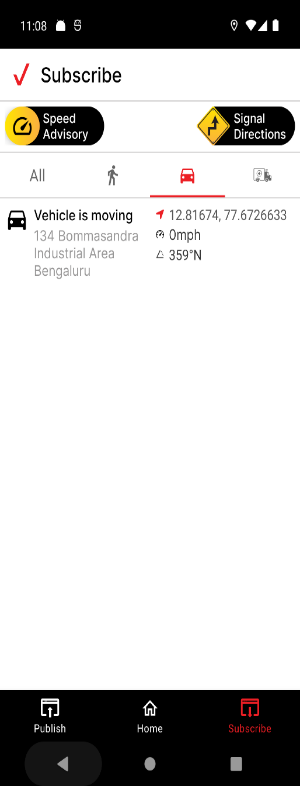 11:08
Subscribe
Speed
Advisory
Signal
Directions
All
Vehicle is moving
134 Bommasandra
Industrial Area
Bengaluru
12.81674, 77.6726633
0mph
359°N
Publish
Home
Subscribe